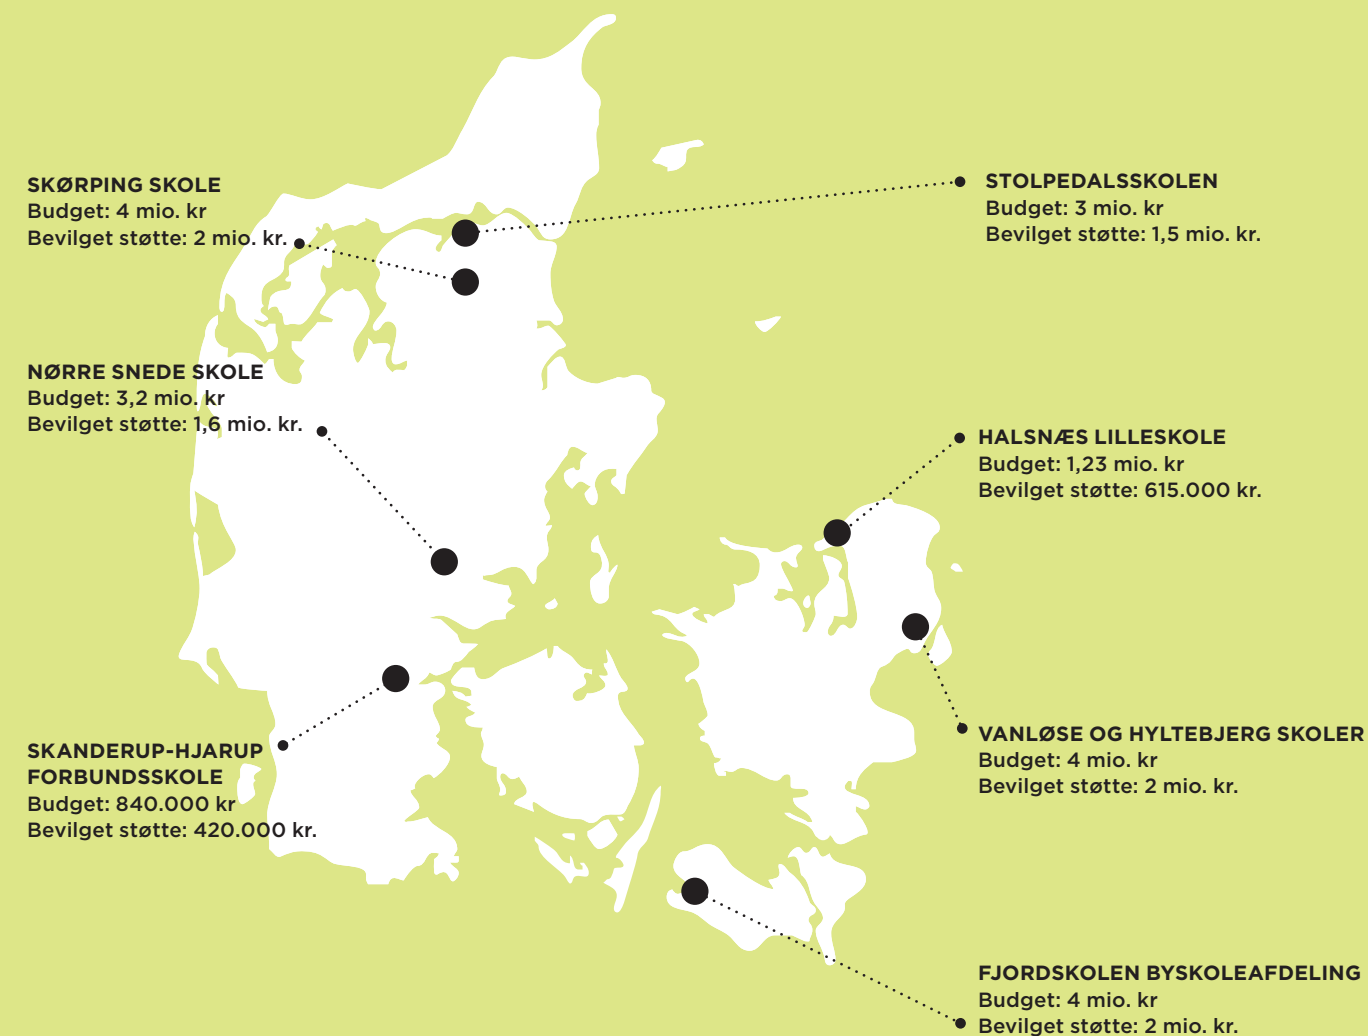 SKØRPING SKOLE
Budget: 4 mio. kr
Bevilget støtte: 2 mio. kr.
STOLPEDALSSKOLEN
Budget: 3 mio. kr
Bevilget støtte: 1,5 mio. kr.
NØRRE SNEDE SKOLE
Budget: 3,2 mio. kr
Bevilget støtte: 1,6 mio. kr.
HALSNÆS LILLESKOLE
Budget: 1,23 mio. kr
Bevilget støtte: 615.000 kr.
SKANDERUP-HJARUP
FORBUNDSSKOLE
Budget: 840.000 kr
Bevilget støtte: 420.000 kr.
VANLØSE OG HYLTEBJERG SKOLER
Budget: 4 mio. kr
Bevilget støtte: 2 mio. kr.
FJORDSKOLEN BYSKOLEAFDELING
Budget: 4 mio. kr
Bevilget støtte: 2 mio. kr.